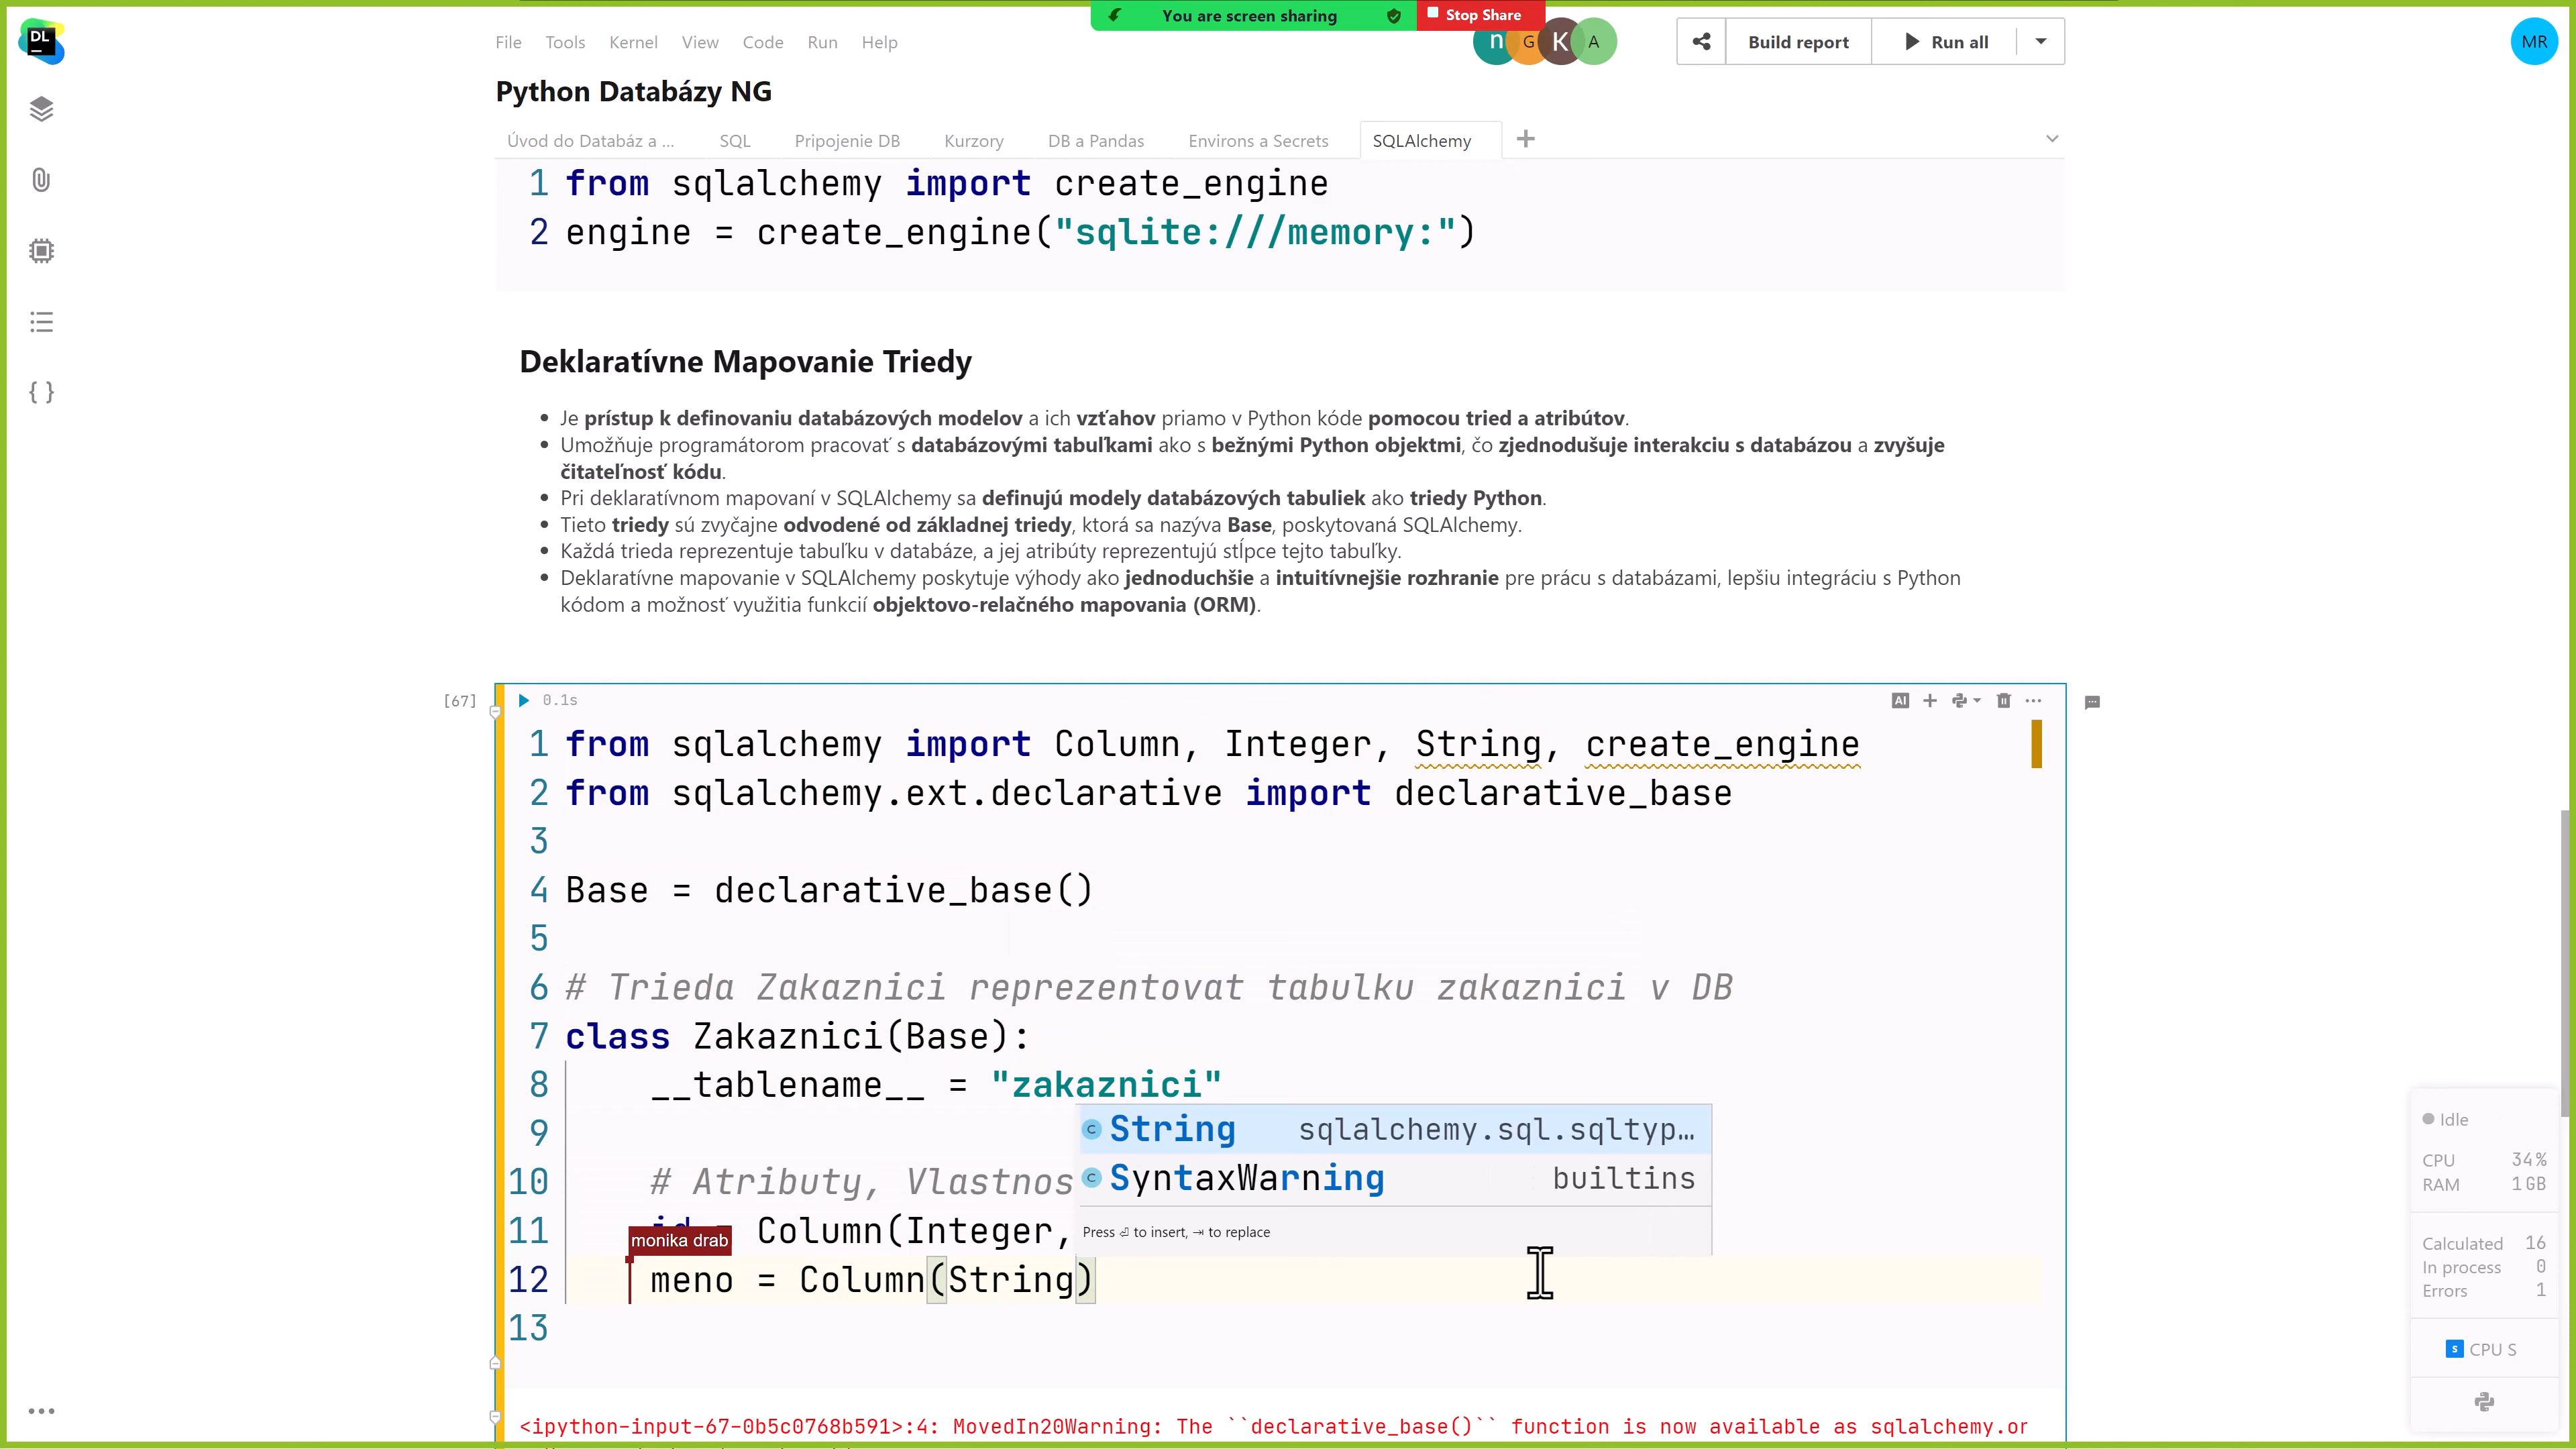 You are screen sharing
Stop Share
DL
File Tools Kernel View Code Run Help
n G K A
Build report
Run all
MR
Python Databázy NG
Úvod do Databáz a ... SQL Pripojenie DB Kurzory DB a Pandas Environs a Secrets SQLAlchemy
1 from sqlalchemy import create_engine
2 engine = create_engine("sqlite:///memory:")
Deklaratívne Mapovanie Triedy
Je prístup k definovaniu databázových modelov a ich vzťahov priamo v Python kóde pomocou tried a atribútov.
Umožňuje programátorom pracovať s databázovými tabuľkami ako s bežnými Python objektmi, čo zjednodušuje interakciu s databázou a zvyšuje
čitateľnosť kódu.
Pri deklaratívnom mapovaní v SQLAlchemy sa definujú modely databázových tabuliek ako triedy Python.
Tieto triedy sú zvyčajne odvodené od základnej triedy, ktorá sa nazýva Base, poskytovaná SQLAlchemy.
Každá trieda reprezentuje tabuľku v databáze, a jej atribúty reprezentujú stĺpce tejto tabuľky.
Deklaratívne mapovanie v SQLAlchemy poskytuje výhody ako jednoduchšie a intuitívnejšie rozhranie pre prácu s databázami, lepšiu integráciu s Python
kódom a možnosť využitia funkcií objektovo-relačného mapovania (ORM).
[67] 0.1s AI
1 from sqlalchemy import Column, Integer, String, create_engine
2 from sqlalchemy.ext.declarative import declarative_base
3
4 Base = declarative_base()
5
6 # Trieda Zakaznici reprezentovat tabulku zakaznici v DB
7 class Zakaznici(Base):
8 __tablename__ = "zakaznici"
9
String sqlalchemy.sql.sqltyp…
10 # Atributy, Vlastnos
SyntaxWarning builtins
11 id = Column(Integer,
Press ⏎ to insert, ⇥ to replace
monika drab
12 meno = Column(String)
13
Idle
CPU 34%
RAM 1 GB
Calculated 16
In process 0
Errors 1
S CPU S
<ipython-input-67-0b5c0768b591>:4: MovedIn20Warning: The ``declarative_base()`` function is now available as sqlalchemy.or